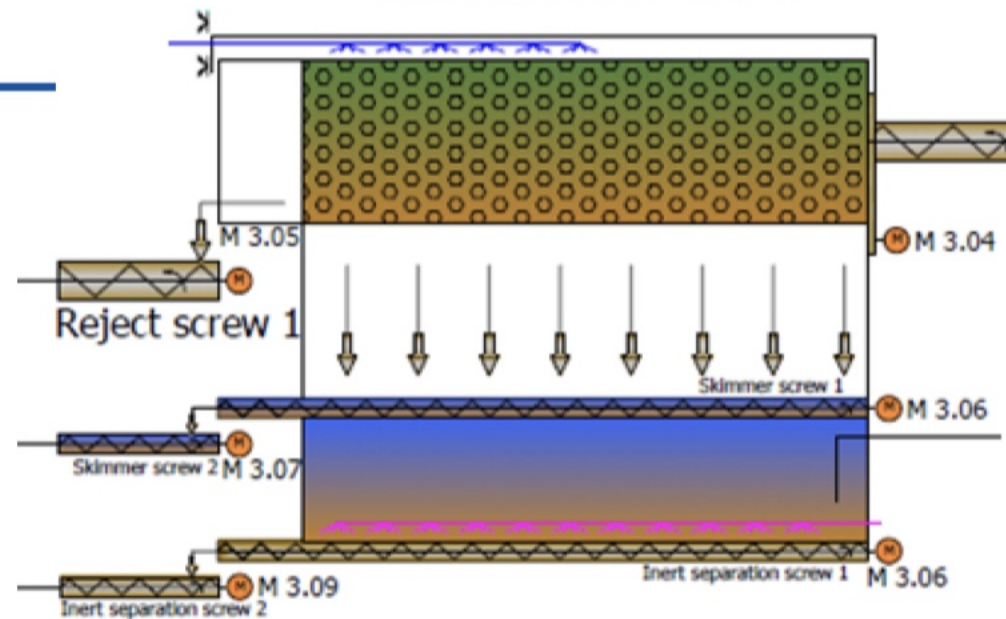 M 3.05
M 3.04
Reject screw 1
Skimmer screw 1
M 3.06
Skimmer screw 2
M 3.07
Inert separation screw 1
M 3.06
M 3.09
Inert separation screw 2
M
M
M
M
M
M